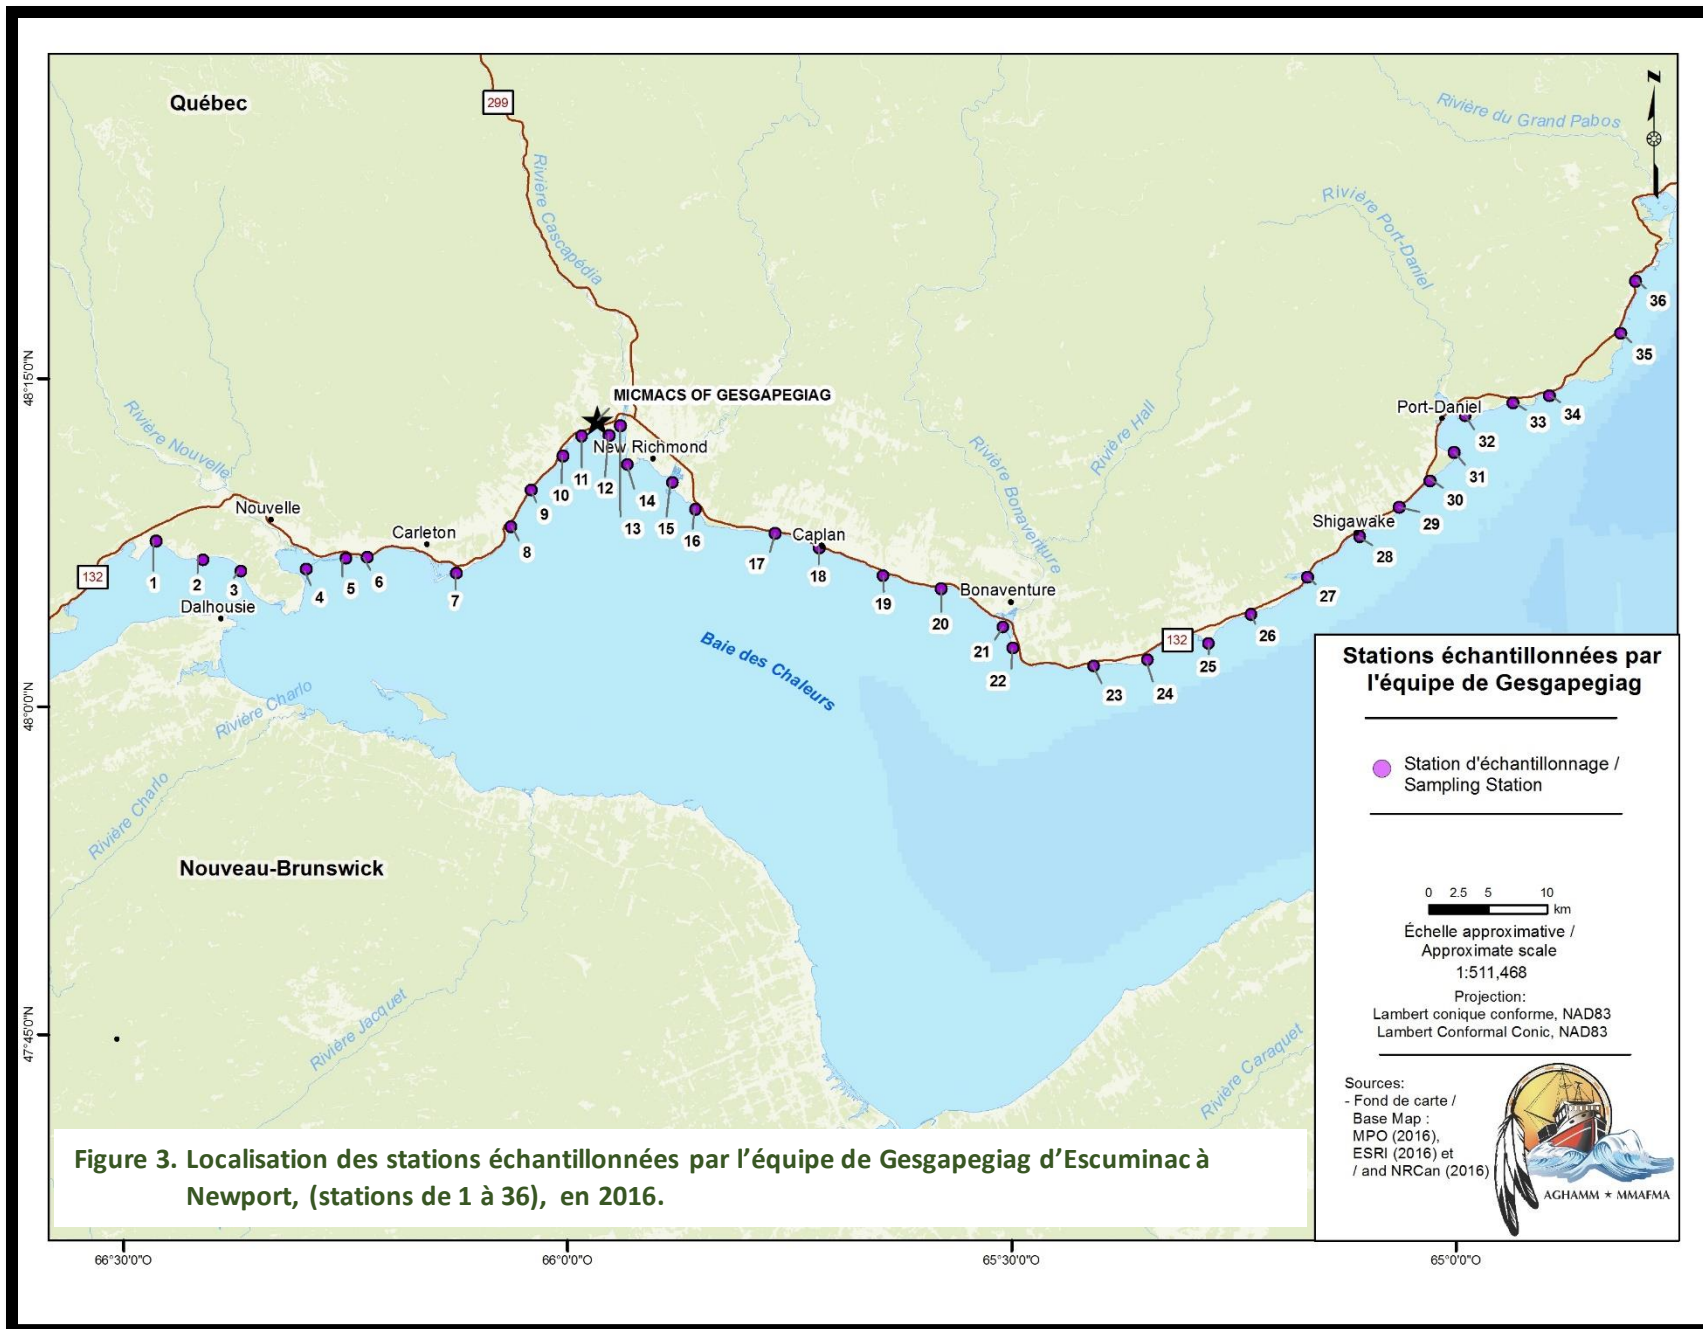 Québec
299
Rivière Cascapédia
Rivière du Grand Pabos
Rivière Port-Daniel
N
48°15'0"N
MICMACS OF GESGAPEGIAG
Rivière Nouvelle
New Richmond
Rivière Hall
Rivière Bonaventure
Port-Daniel
Nouvelle
Carleton
Caplan
Bonaventure
Shigawake
132
Dalhousie
132
1
2
3
4
5
6
7
8
9
10
11
12
13
14
15
16
17
18
19
20
21
22
23
24
25
26
27
28
29
30
31
32
33
34
35
36
Baie des Chaleurs
48°0'0"N
Rivière Charlo
Rivière Charlo
Nouveau-Brunswick
Rivière Jacquet
Rivière Caraquet
47°45'0"N
Stations échantillonnées par
l'équipe de Gesgapegiag
Station d'échantillonnage /
Sampling Station
0 2.5 5 10
km
Échelle approximative /
Approximate scale
1:511,468
Projection:
Lambert conique conforme, NAD83
Lambert Conformal Conic, NAD83
Sources:
- Fond de carte /
Base Map :
MPO (2016),
ESRI (2016) et
/ and NRCan (2016)
AGHAMM ★ MMAFMA
Figure 3. Localisation des stations échantillonnées par l’équipe de Gesgapegiag d’Escuminac à
Newport, (stations de 1 à 36), en 2016.
66°30'0"O
66°0'0"O
65°30'0"O
65°0'0"O